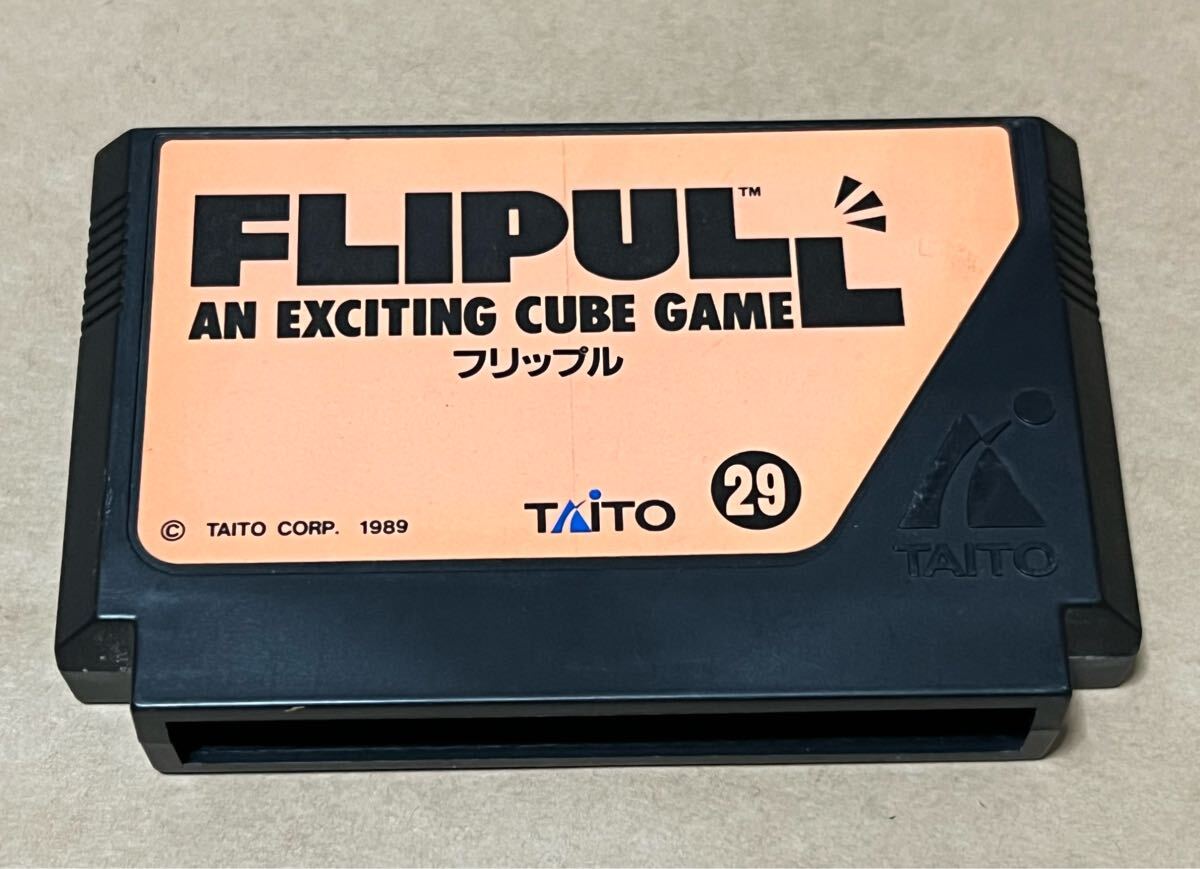 FLIPULL™
AN EXCITING CUBE GAME
フリップル
TAITO 29
© TAITO CORP. 1989
TAITO